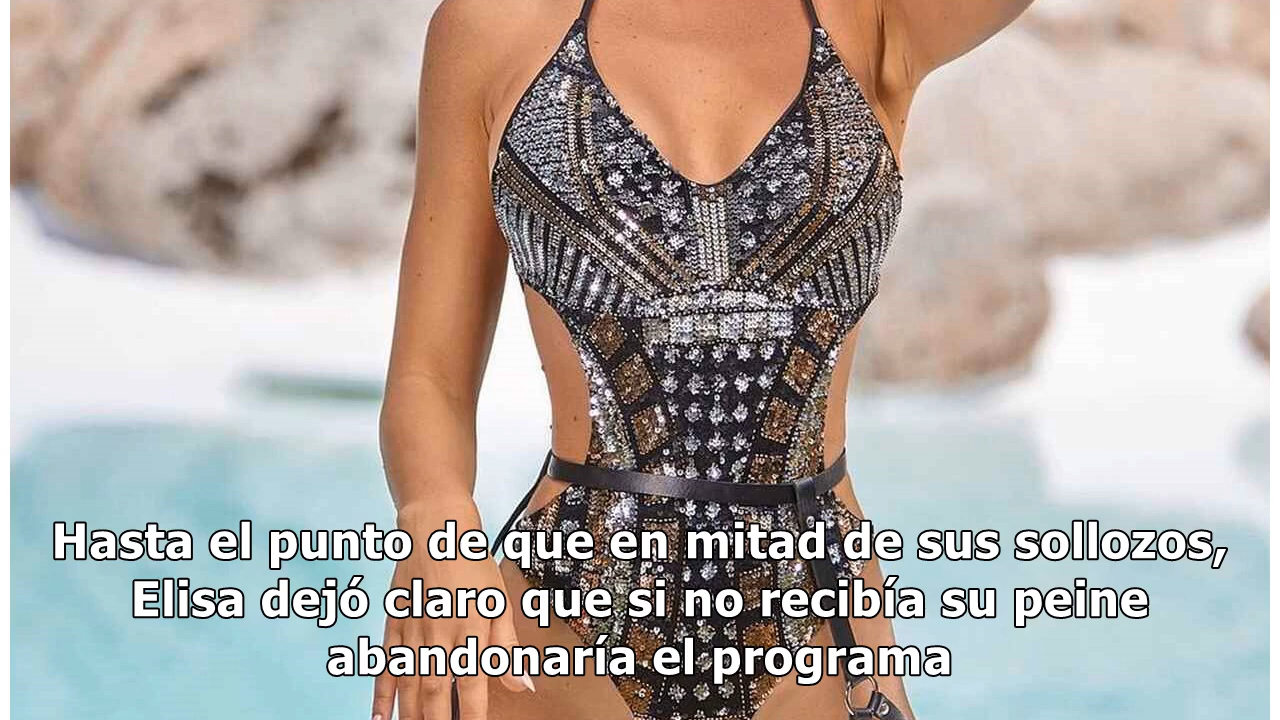 Hasta el punto de que en mitad de sus sollozos,
Elisa dejó claro que si no recibía su peine
abandonaría el programa